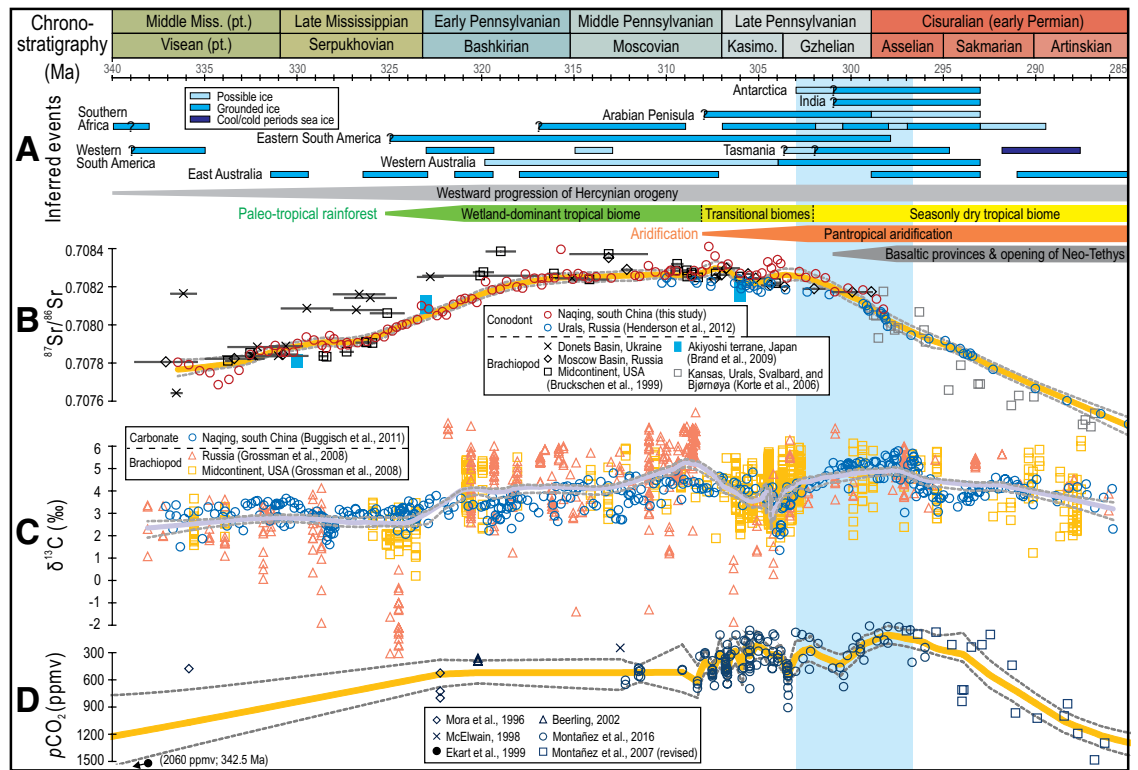 Chrono-
stratigraphy
(Ma)
Middle Miss. (pt.)
Late Mississippian
Early Pennsylvanian
Middle Pennsylvanian
Late Pennsylvanian
Cisuralian (early Permian)
Visean (pt.)
Serpukhovian
Bashkirian
Moscovian
Kasimo.
Gzhelian
Asselian
Sakmarian
Artinskian
340
335
330
325
320
315
310
305
300
295
290
285
A
Inferred events
Possible ice
Grounded ice
Cool/cold periods sea ice
Antarctica
?
India
?
Arabian Penisula
Southern
Africa
?
?
Eastern South America
Western
South America
?
Tasmania
?
?
Western Australia
East Australia
Westward progression of Hercynian orogeny
Paleo-tropical rainforest
Wetland-dominant tropical biome
Transitional biomes
Seasonly dry tropical biome
Aridification
Pantropical aridification
Basaltic provinces & opening of Neo-Tethys
B
⁸⁷Sr/⁸⁶Sr
0.7084
0.7082
0.7080
0.7078
0.7076
Conodont
Naqing, south China (this study)
Urals, Russia (Henderson et al., 2012)
Brachiopod
Donets Basin, Ukraine
Moscow Basin, Russia
Midcontinent, USA
(Bruckschen et al., 1999)
Akiyoshi terrane, Japan
(Brand et al., 2009)
Kansas, Urals, Svalbard, and
Bjørnøya (Korte et al., 2006)
C
δ¹³C (‰)
6
5
4
3
2
1
0
-1
-2
Carbonate
Naqing, south China (Buggisch et al., 2011)
Brachiopod
Russia (Grossman et al., 2008)
Midcontinent, USA (Grossman et al., 2008)
D
pCO₂ (ppmv)
300
600
900
1200
1500
Mora et al., 1996
McElwain, 1998
Ekart et al., 1999
Beerling, 2002
Montañez et al., 2016
Montañez et al., 2007 (revised)
(2060 ppmv; 342.5 Ma)